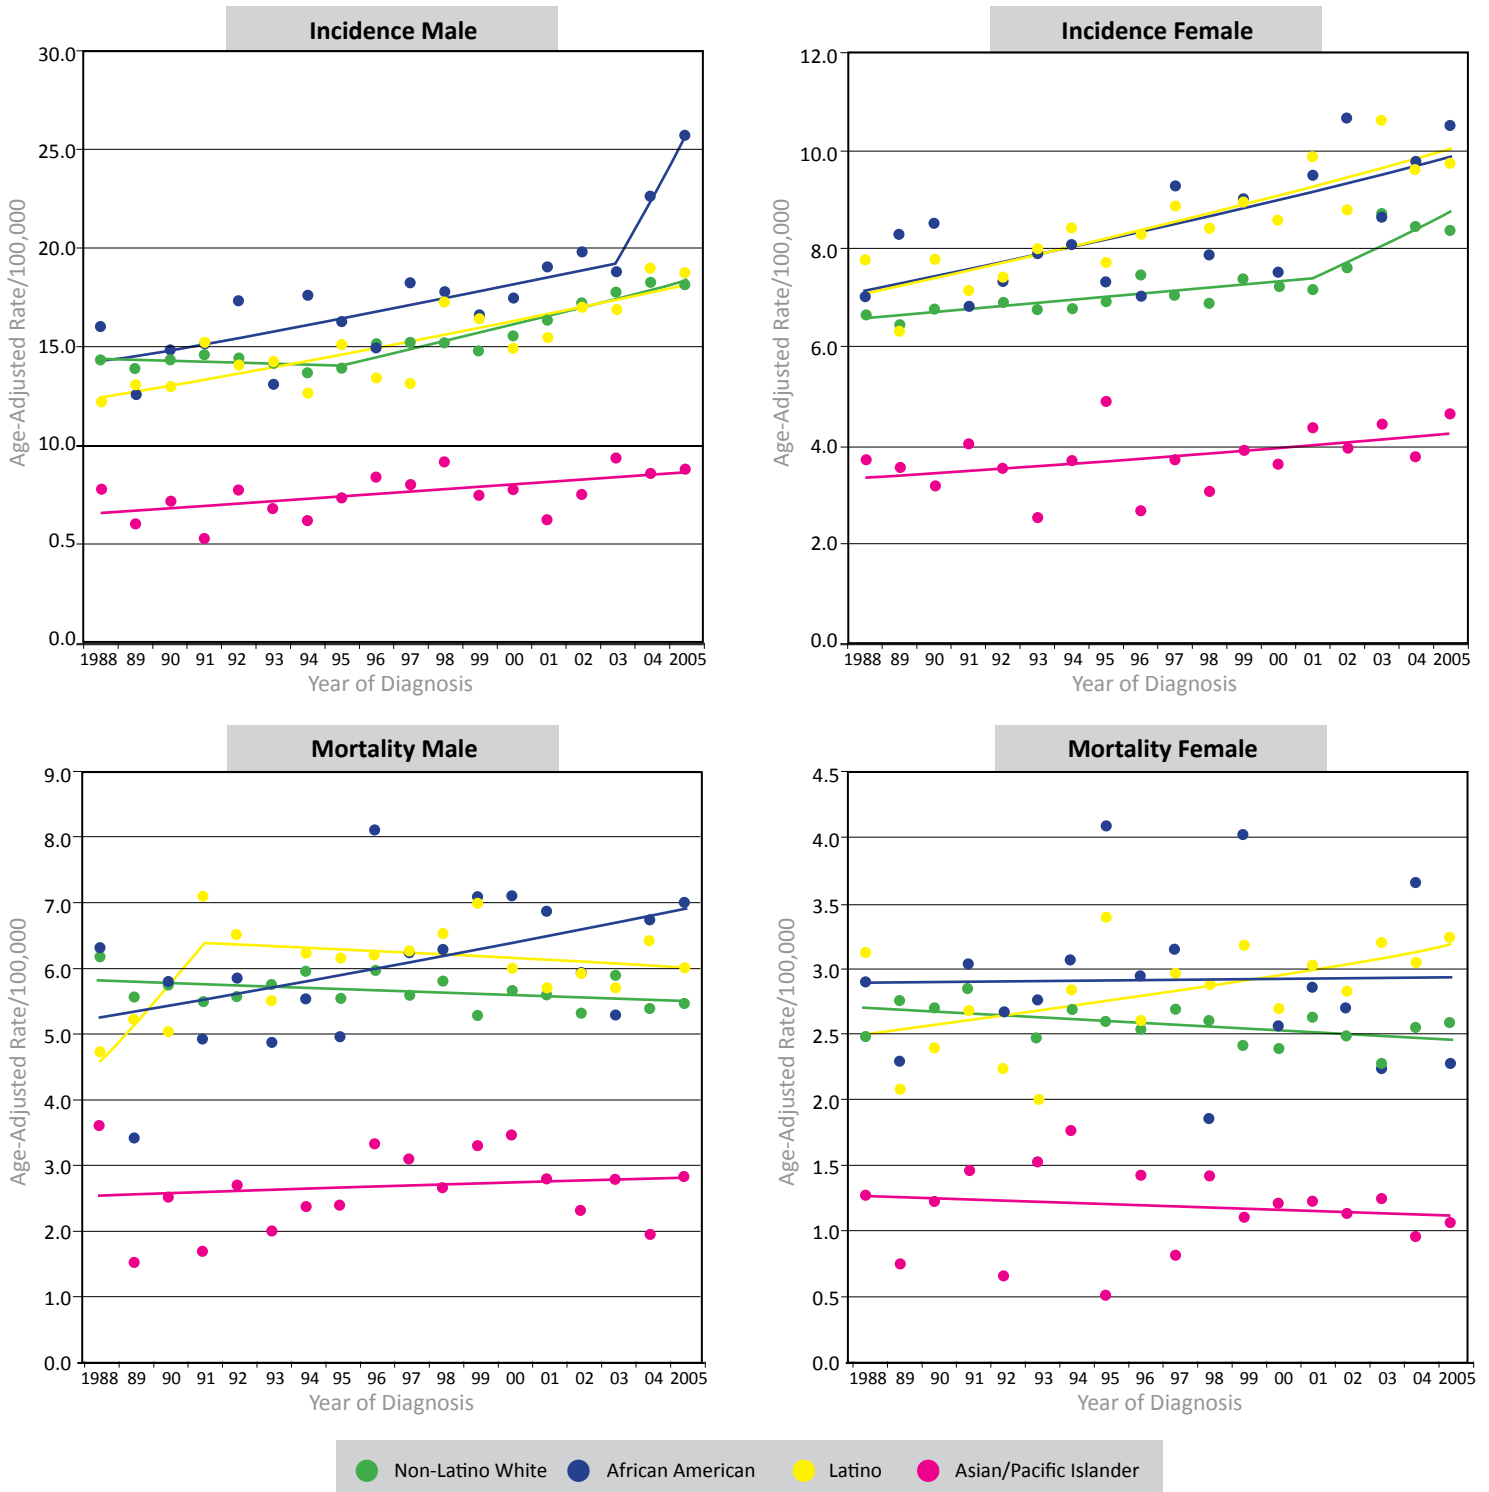 Incidence Male
30.0
25.0
20.0
15.0
10.0
0.5
0.0
Age-Adjusted Rate/100,000
1988 89 90 91 92 93 94 95 96 97 98 99 00 01 02 03 04 2005
Year of Diagnosis
Incidence Female
12.0
10.0
8.0
6.0
4.0
2.0
0.0
Age-Adjusted Rate/100,000
1988 89 90 91 92 93 94 95 96 97 98 99 00 01 02 03 04 2005
Year of Diagnosis
Mortality Male
9.0
8.0
7.0
6.0
5.0
4.0
3.0
2.0
1.0
0.0
Age-Adjusted Rate/100,000
1988 89 90 91 92 93 94 95 96 97 98 99 00 01 02 03 04 2005
Year of Diagnosis
Mortality Female
4.5
4.0
3.5
3.0
2.5
2.0
1.5
1.0
0.5
0.0
Age-Adjusted Rate/100,000
1988 89 90 91 92 93 94 95 96 97 98 99 00 01 02 03 04 2005
Year of Diagnosis
Non-Latino White African American Latino Asian/Pacific Islander